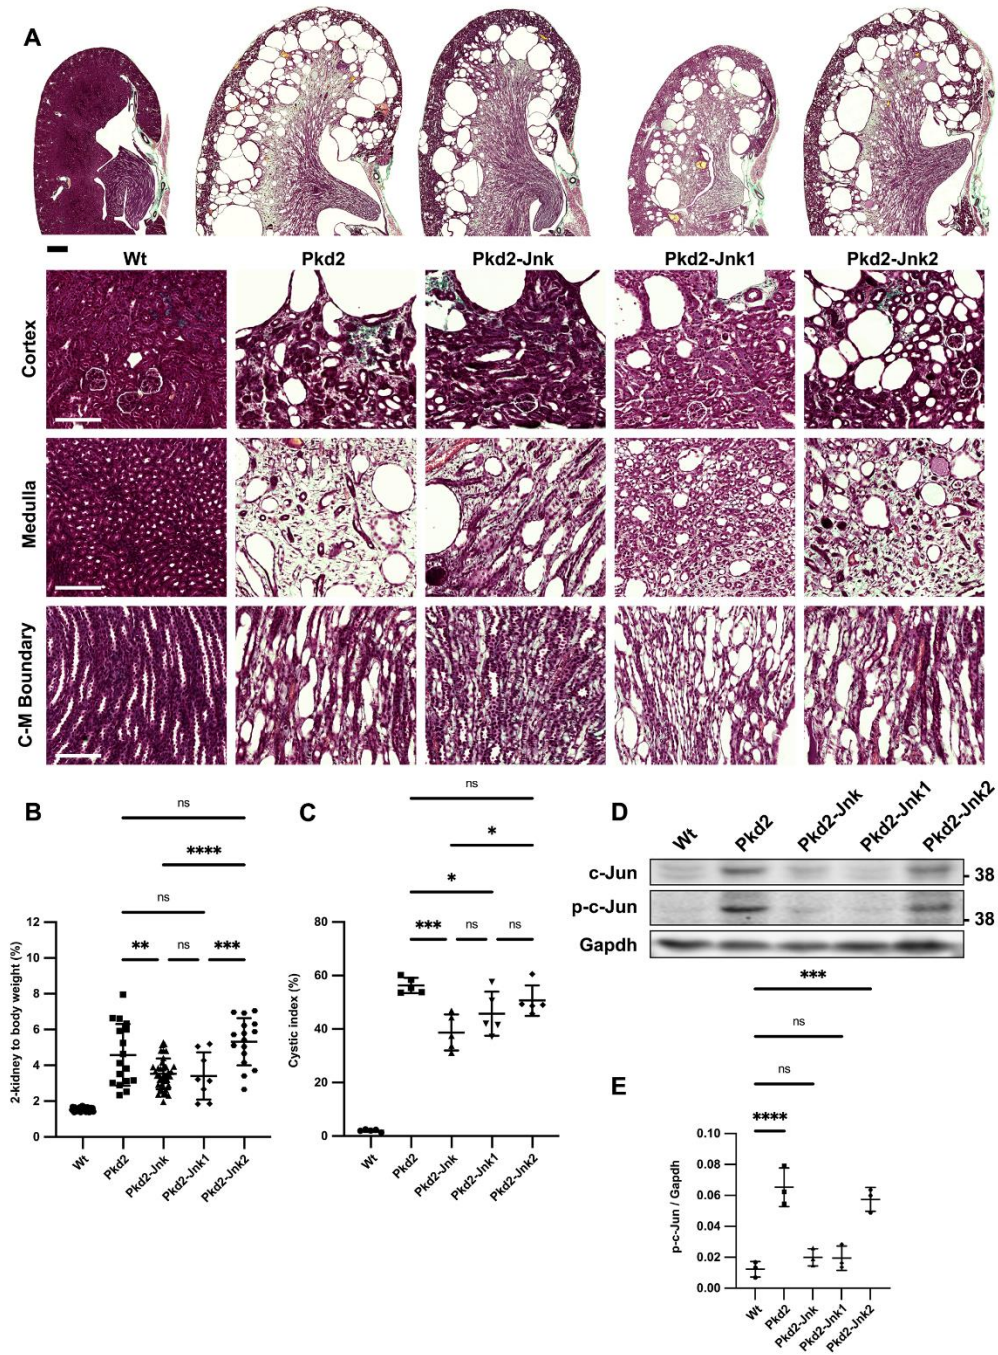 A
Wt Pkd2 Pkd2-Jnk Pkd2-Jnk1 Pkd2-Jnk2
Cortex
Medulla
C-M Boundary
B
ns
****
ns
** ns ***
2-kidney to body weight (%)
12
10
8
6
4
2
0
Wt Pkd2 Pkd2-Jnk Pkd2-Jnk1 Pkd2-Jnk2
C
ns
*
*
*** ns ns
Cystic index (%)
80
60
40
20
0
Wt Pkd2 Pkd2-Jnk Pkd2-Jnk1 Pkd2-Jnk2
D
Wt Pkd2 Pkd2-Jnk Pkd2-Jnk1 Pkd2-Jnk2
c-Jun - 38
p-c-Jun - 38
Gapdh
E
***
ns
ns
****
p-c-Jun / Gapdh
0.10
0.08
0.06
0.04
0.02
0.00
Wt Pkd2 Pkd2-Jnk Pkd2-Jnk1 Pkd2-Jnk2